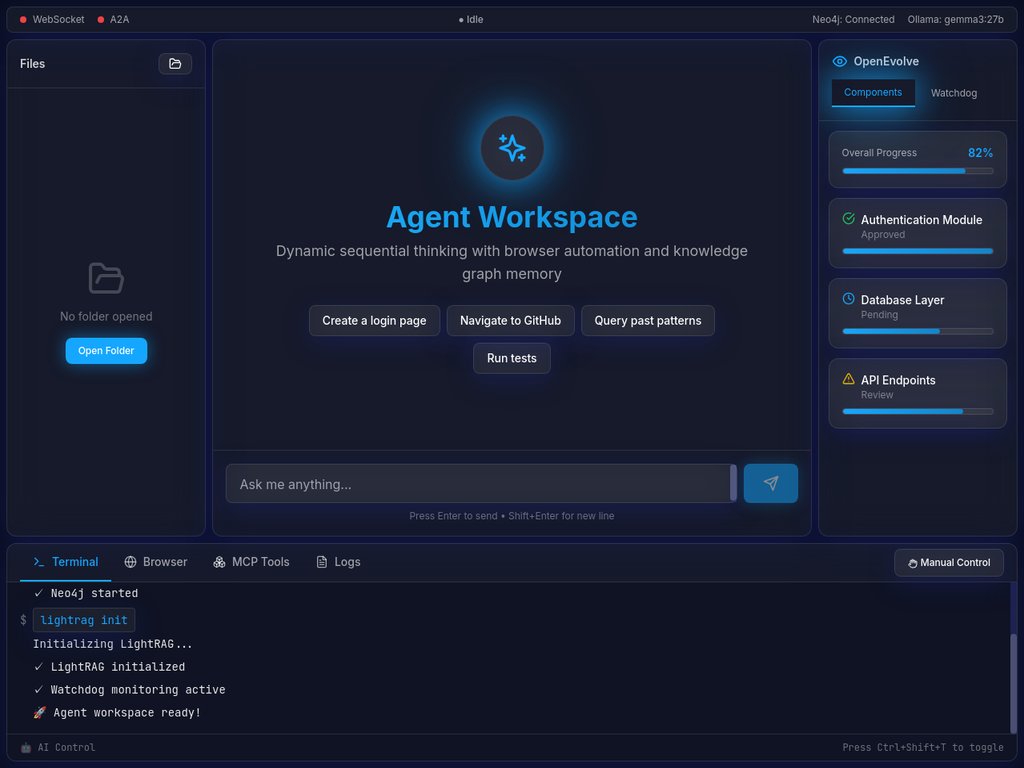 WebSocket A2A ● Idle Neo4j: Connected Ollama: gemma3:27b
Files
No folder opened
Open Folder
Agent Workspace
Dynamic sequential thinking with browser automation and knowledge
graph memory
Create a login page Navigate to GitHub Query past patterns
Run tests
Ask me anything...
Press Enter to send • Shift+Enter for new line
OpenEvolve
Components Watchdog
Overall Progress 82%
Authentication Module
Approved
Database Layer
Pending
API Endpoints
Review
Terminal Browser MCP Tools Logs Manual Control
✓ Neo4j started
$ lightrag init
Initializing LightRAG...
✓ LightRAG initialized
✓ Watchdog monitoring active
🚀 Agent workspace ready!
🤖 AI Control Press Ctrl+Shift+T to toggle